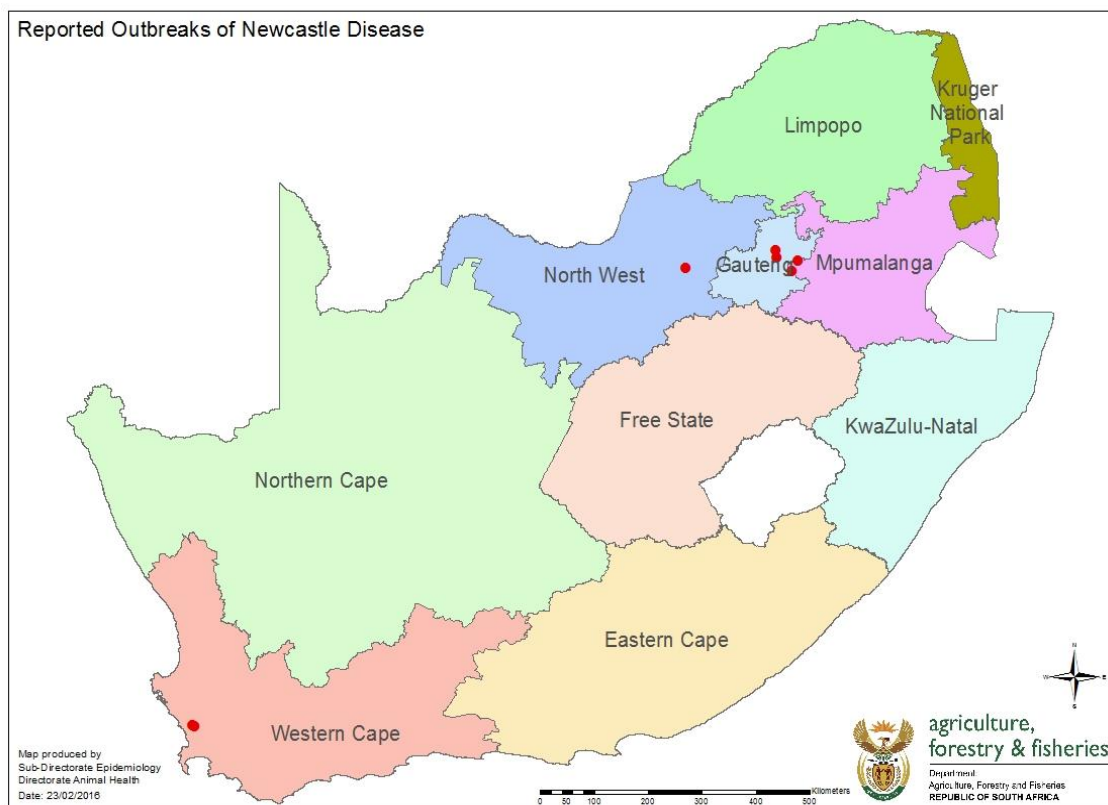 Reported Outbreaks of Newcastle Disease
Kruger
National
Park
Limpopo
North West
Gauteng
Mpumalanga
Free State
KwaZulu-Natal
Northern Cape
Eastern Cape
Western Cape
N
W E
S
Map produced by
Sub-Directorate Epidemiology
Directorate Animal Health
Date: 23/02/2016
Kilometers
0 50 100 200 300 400 500
agriculture,
forestry & fisheries
Department:
Agriculture, Forestry and Fisheries
REPUBLIC OF SOUTH AFRICA